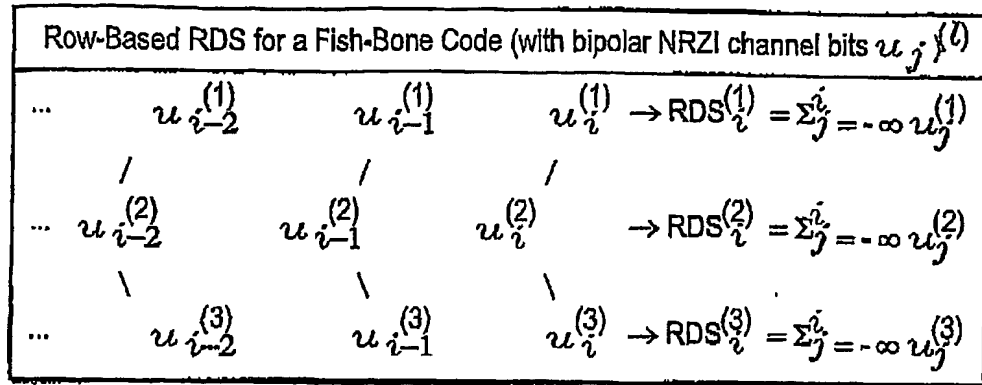 Row-Based RDS for a Fish-Bone Code (with bipolar NRZI channel bits u_j^(l))
... u_{i-2}^{(1)} u_{i-1}^{(1)} u_i^{(1)} → RDS_i^{(1)} = Σ_{j=-∞}^{i} u_j^{(1)}
/ / /
... u_{i-2}^{(2)} u_{i-1}^{(2)} u_i^{(2)} → RDS_i^{(2)} = Σ_{j=-∞}^{i} u_j^{(2)}
\ \ \
... u_{i-2}^{(3)} u_{i-1}^{(3)} u_i^{(3)} → RDS_i^{(3)} = Σ_{j=-∞}^{i} u_j^{(3)}